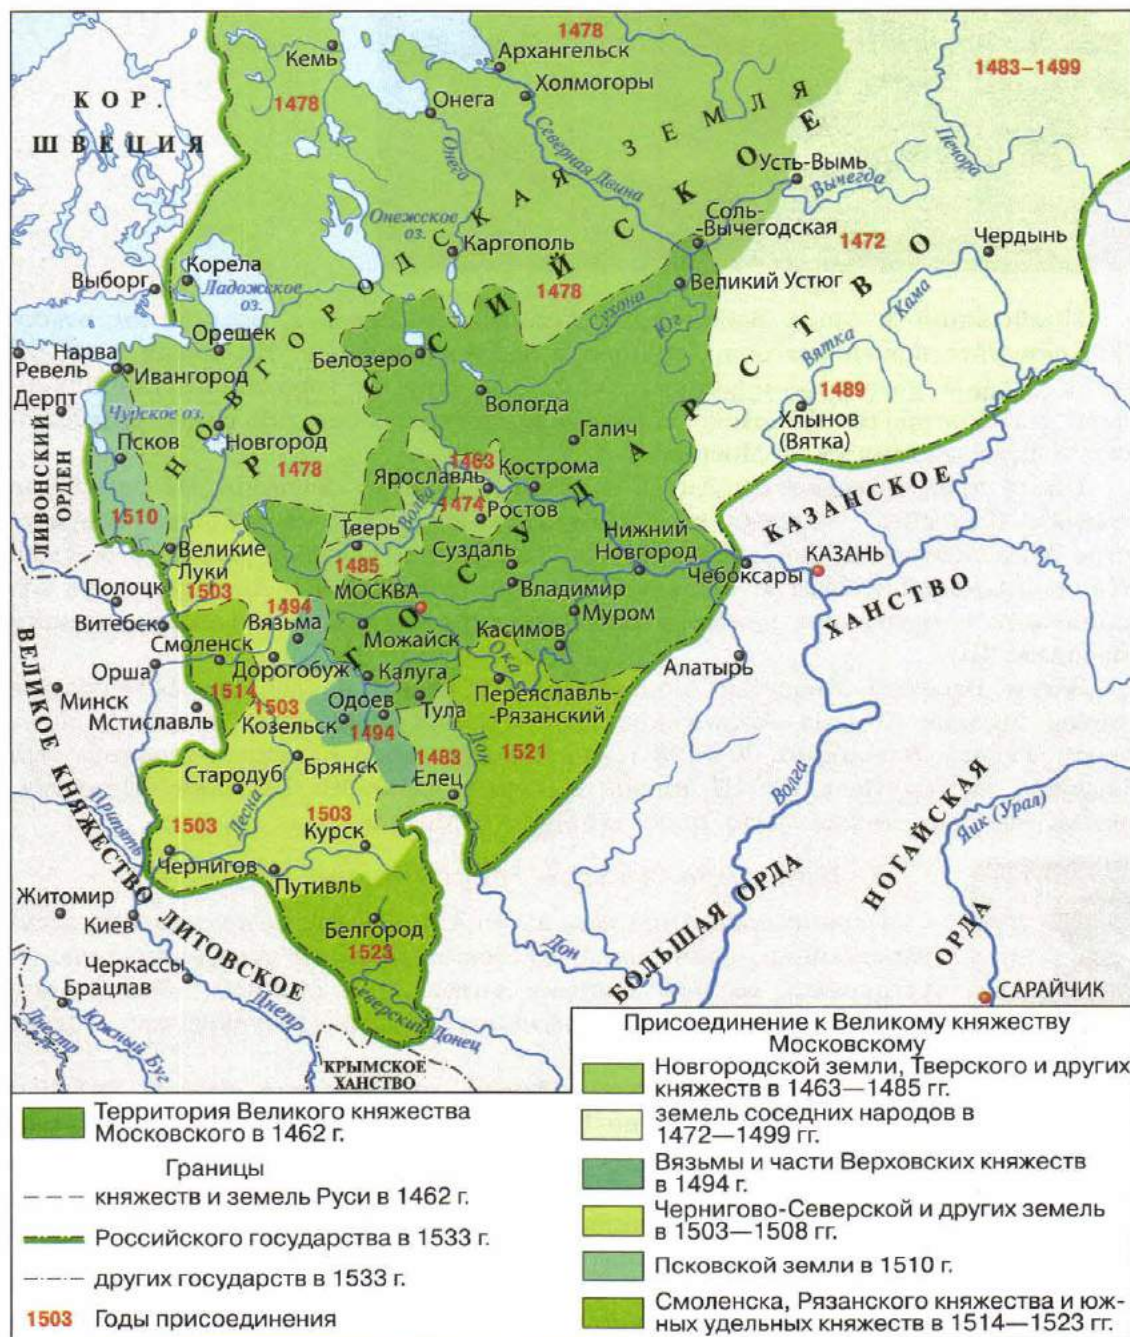 1478
Архангельск
Кемь
Холмогоры
1483–1499
КОР.
ШВЕЦИЯ
1478
Онега
Онега
Северная Двина
НОВГОРОДСКАЯ ЗЕМЛЯ
РОССИЙСКОЕ
ГОСУДАРСТВО
Печора
Усть-Вымь
Вычегда
Онежское
оз.
Каргополь
Соль-
-Вычегодская
1472
Чердынь
Выборг
Корела
Ладожское
оз.
1478
Великий Устюг
Сухона
Юг
Кама
Вятка
Орешек
Нарва
Ревель
Ивангород
Белозеро
Вологда
1489
Хлынов
(Вятка)
Дерпт
Чудское оз.
Псков
Новгород
1478
Галич
ЛИВОНСКИЙ
ОРДЕН
1463
Ярославль
Кострома
1474
Ростов
Волга
1510
Тверь
1485
Великие
Луки
1503
Суздаль
Нижний
Новгород
КАЗАНСКОЕ
ХАНСТВО
КАЗАНЬ
Чебоксары
Полоцк
Витебск
1494
Вязьма
МОСКВА
Владимир
Муром
Можайск
Касимов
Смоленск
Орша
Дорогобуж
Калуга
Ока
Алатырь
Минск
Мстиславль
1514
1503
Козельск
Одоев
1494
Тула
Переяславль-
-Рязанский
Дон
1521
1483
Елец
ВЕЛИКОЕ КНЯЖЕСТВО ЛИТОВСКОЕ
Стародуб
Брянск
Десна
1503
1503
Курск
Припять
Чернигов
Путивль
Волга
НОГАЙСКАЯ
ОРДА
Яик (Урал)
БОЛЬШАЯ ОРДА
Житомир
Киев
Белгород
1523
Дон
Черкассы
Брацлав
Днепр
Северский Донец
САРАЙЧИК
Днестр
Южный Буг
КРЫМСКОЕ
ХАНСТВО
Территория Великого княжества
Московского в 1462 г.
Границы
княжеств и земель Руси в 1462 г.
Российского государства в 1533 г.
других государств в 1533 г.
1503 Годы присоединения
Присоединение к Великому княжеству
Московскому
Новгородской земли, Тверского и других
княжеств в 1463—1485 гг.
земель соседних народов в
1472—1499 гг.
Вязьмы и части Верховских княжеств
в 1494 г.
Чернигово-Северской и других земель
в 1503—1508 гг.
Псковской земли в 1510 г.
Смоленска, Рязанского княжества и юж-
ных удельных княжеств в 1514—1523 гг.